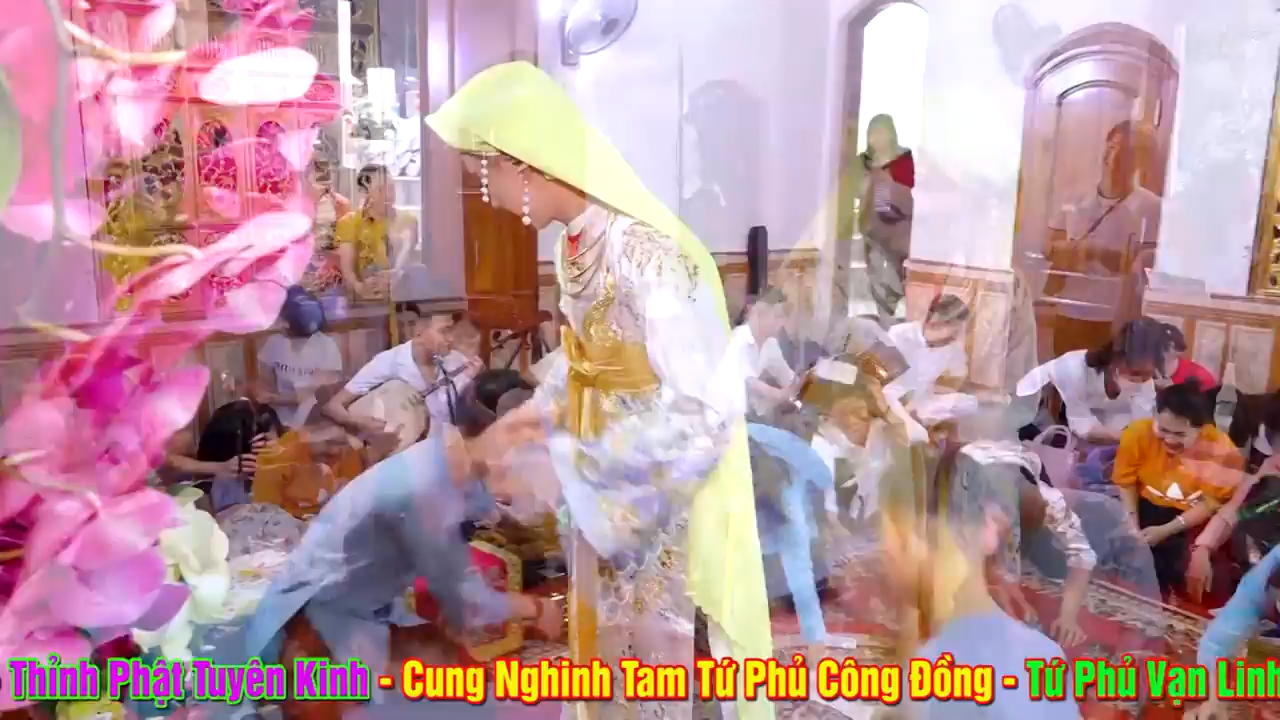 - Thỉnh Phật Tuyên Kinh - Cung Nghinh Tam Tứ Phủ Công Đồng - Tứ Phủ Vạn Linh